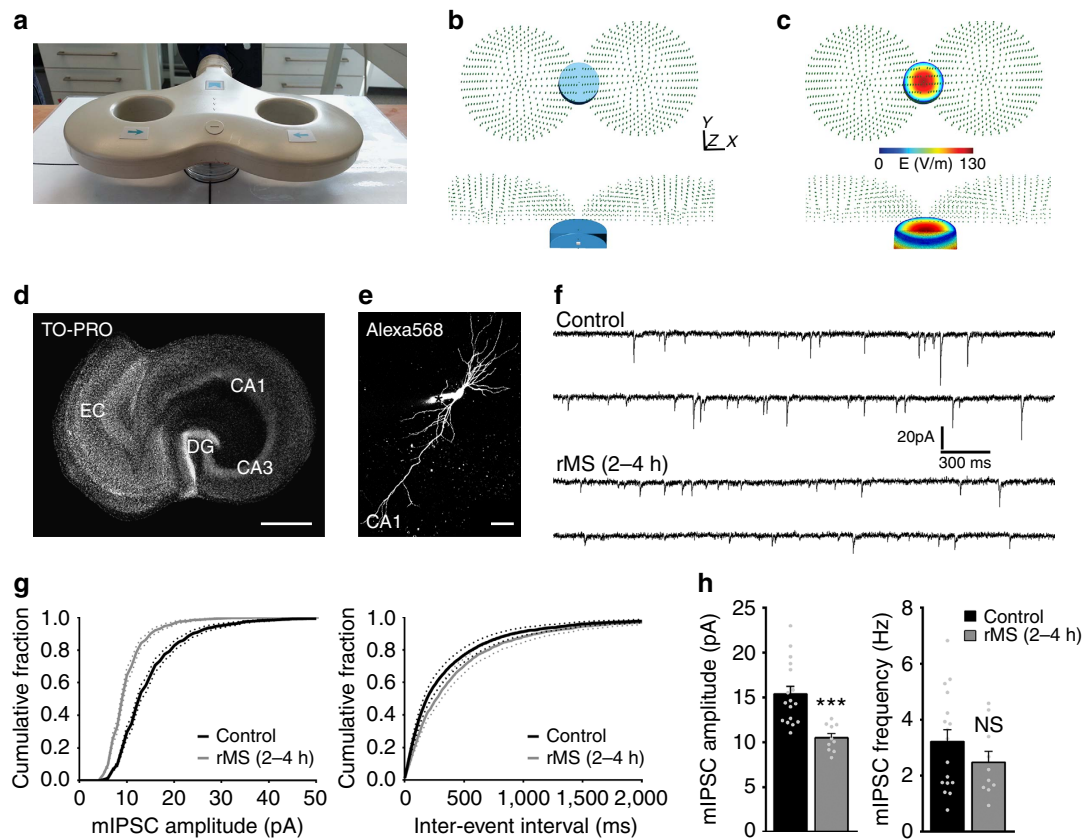 a
b
c
Y
Z X
0 E (V/m) 130
d
TO-PRO
EC
CA1
DG
CA3
e
Alexa568
CA1
f
Control
20pA
300 ms
rMS (2–4 h)
g
Cumulative fraction
1.0
0.8
0.6
0.4
0.2
0.0
0 10 20 30 40 50
mIPSC amplitude (pA)
Control
rMS (2–4 h)
Cumulative fraction
1.0
0.8
0.6
0.4
0.2
0.0
0 500 1,000 1,500 2,000
Inter-event interval (ms)
Control
rMS (2–4 h)
h
mIPSC amplitude (pA)
25
20
15
10
5
0
***
mIPSC frequency (Hz)
8
6
4
2
0
NS
Control
rMS (2–4 h)